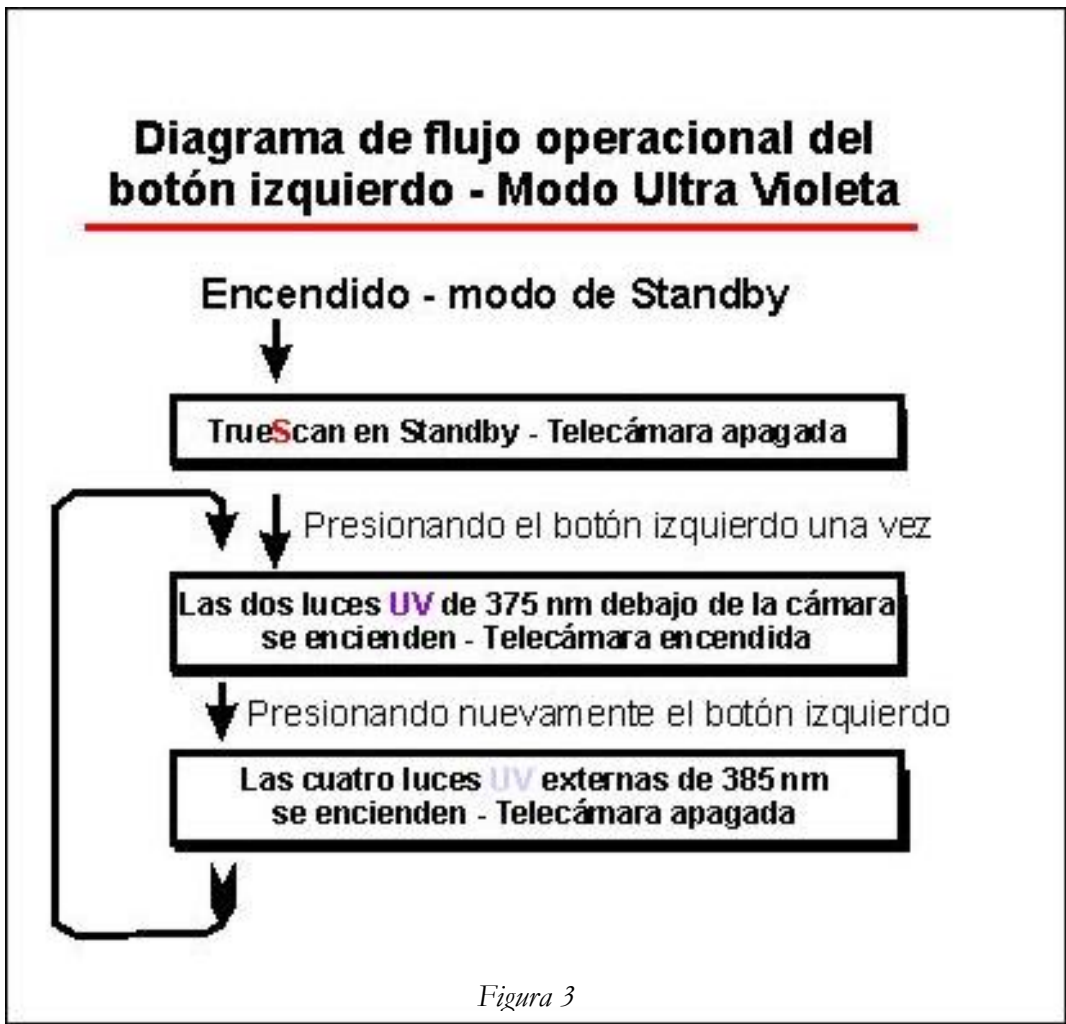 Diagrama de flujo operacional del
botón izquierdo - Modo Ultra Violeta
Encendido - modo de Standby
TrueScan en Standby - Telecámara apagada
Presionando el botón izquierdo una vez
Las dos luces UV de 375 nm debajo de la cámara
se encienden - Telecámara encendida
Presionando nuevamente el botón izquierdo
Las cuatro luces UV externas de 385 nm
se encienden - Telecámara apagada
Figura 3